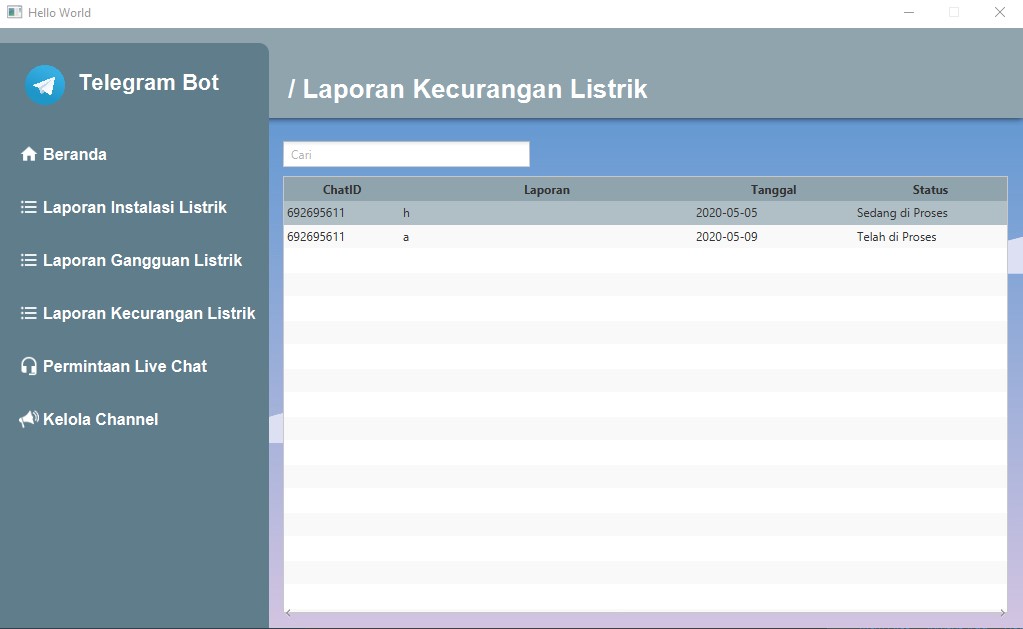 Hello World
Telegram Bot
Beranda
Laporan Instalasi Listrik
Laporan Gangguan Listrik
Laporan Kecurangan Listrik
Permintaan Live Chat
Kelola Channel
/ Laporan Kecurangan Listrik
Cari
ChatID Laporan Tanggal Status
692695611 h 2020-05-05 Sedang di Proses
692695611 a 2020-05-09 Telah di Proses